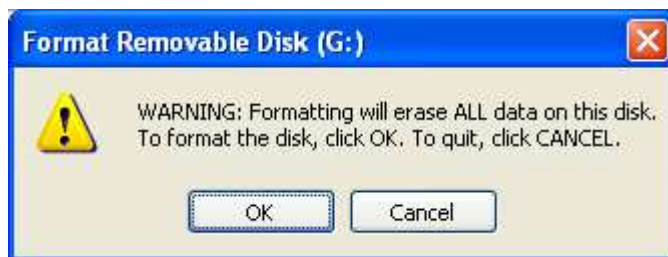 Format Removable Disk (G:)
WARNING: Formatting will erase ALL data on this disk.
To format the disk, click OK. To quit, click CANCEL.
OK
Cancel